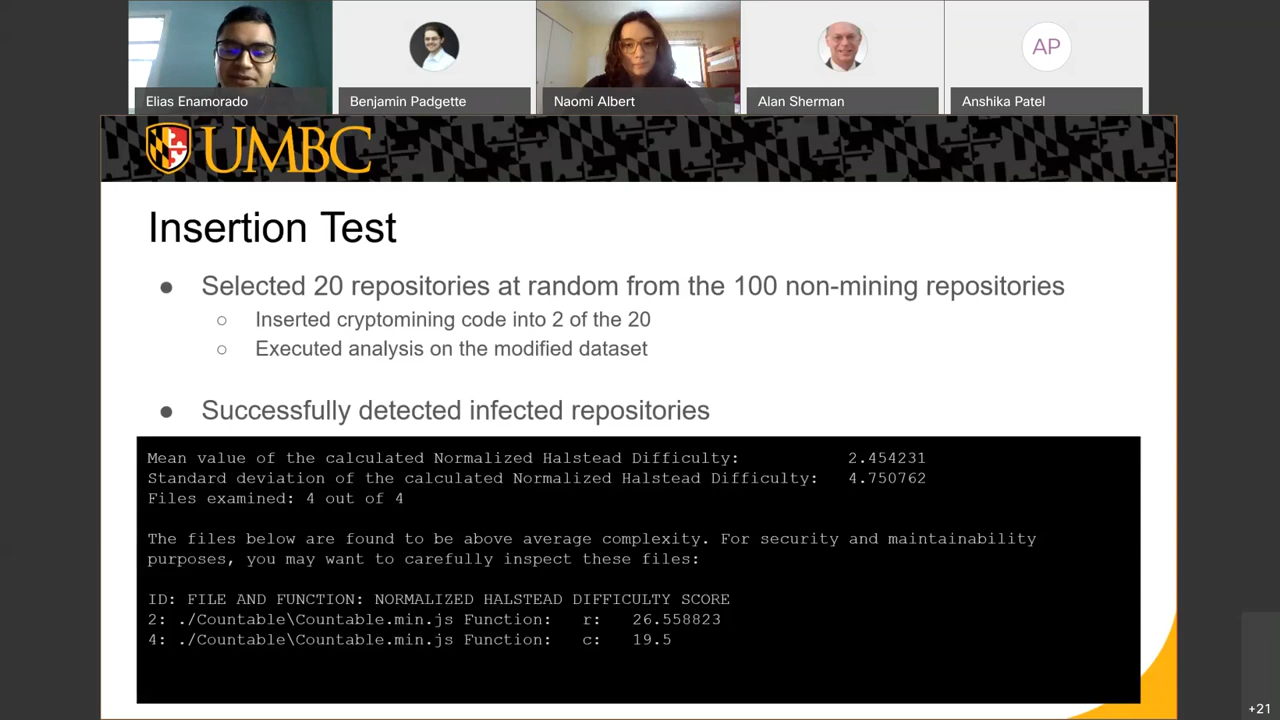 Elias Enamorado
Benjamin Padgette
Naomi Albert
Alan Sherman
AP
Anshika Patel
UMBC
Insertion Test
● Selected 20 repositories at random from the 100 non-mining repositories
○ Inserted cryptomining code into 2 of the 20
○ Executed analysis on the modified dataset
● Successfully detected infected repositories
Mean value of the calculated Normalized Halstead Difficulty: 2.454231
Standard deviation of the calculated Normalized Halstead Difficulty: 4.750762
Files examined: 4 out of 4
The files below are found to be above average complexity. For security and maintainability
purposes, you may want to carefully inspect these files:
ID: FILE AND FUNCTION: NORMALIZED HALSTEAD DIFFICULTY SCORE
2: ./Countable\Countable.min.js Function: r: 26.558823
4: ./Countable\Countable.min.js Function: c: 19.5
+21